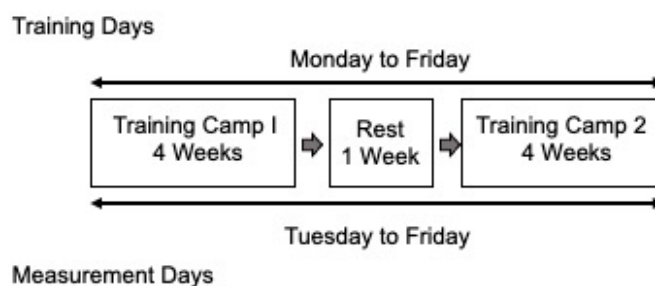 Training Days
Monday to Friday
Training Camp I
4 Weeks
Rest
1 Week
Training Camp 2
4 Weeks
Tuesday to Friday
Measurement Days